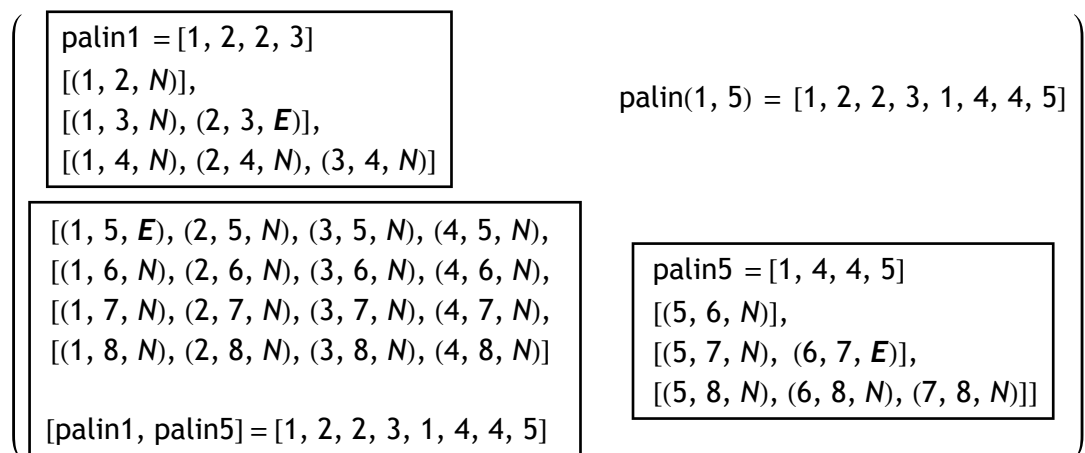 palin1 = [1, 2, 2, 3]
[(1, 2, N)],
[(1, 3, N), (2, 3, E)],
[(1, 4, N), (2, 4, N), (3, 4, N)]
palin(1, 5) = [1, 2, 2, 3, 1, 4, 4, 5]
[(1, 5, E), (2, 5, N), (3, 5, N), (4, 5, N),
[(1, 6, N), (2, 6, N), (3, 6, N), (4, 6, N),
[(1, 7, N), (2, 7, N), (3, 7, N), (4, 7, N),
[(1, 8, N), (2, 8, N), (3, 8, N), (4, 8, N)]
[palin1, palin5] = [1, 2, 2, 3, 1, 4, 4, 5]
palin5 = [1, 4, 4, 5]
[(5, 6, N)],
[(5, 7, N), (6, 7, E)],
[(5, 8, N), (6, 8, N), (7, 8, N)]]